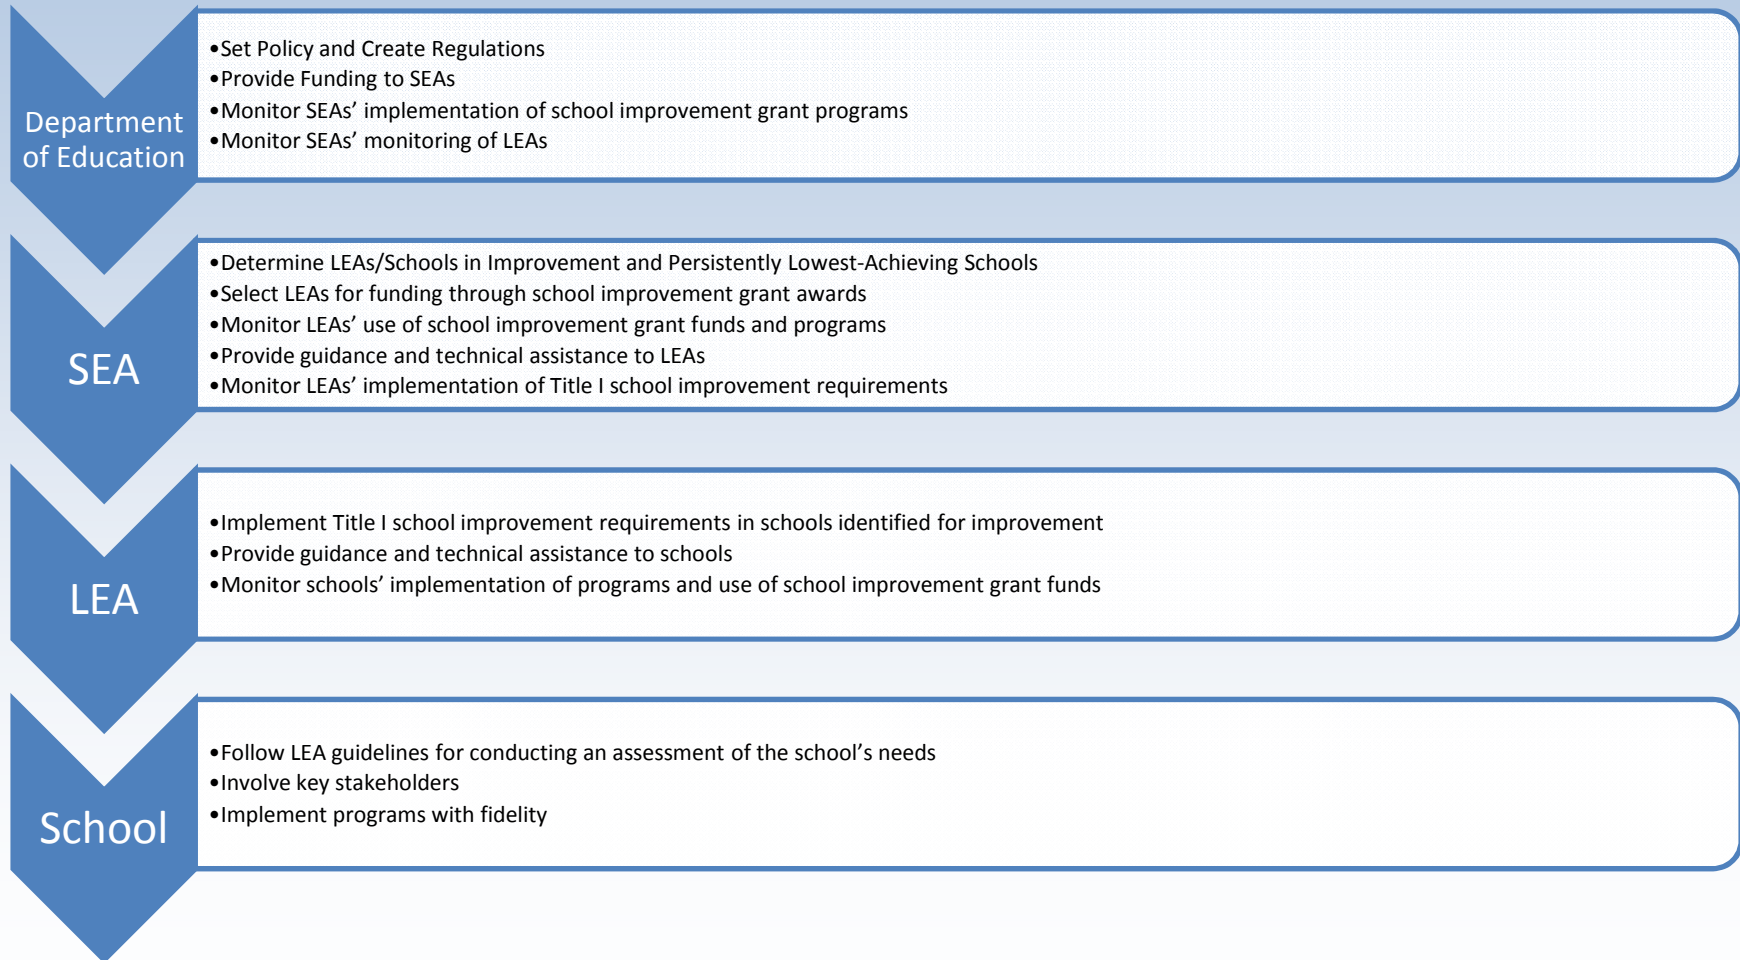 Department
of Education
•Set Policy and Create Regulations
•Provide Funding to SEAs
•Monitor SEAs’ implementation of school improvement grant programs
•Monitor SEAs’ monitoring of LEAs
SEA
•Determine LEAs/Schools in Improvement and Persistently Lowest-Achieving Schools
•Select LEAs for funding through school improvement grant awards
•Monitor LEAs’ use of school improvement grant funds and programs
•Provide guidance and technical assistance to LEAs
•Monitor LEAs’ implementation of Title I school improvement requirements
LEA
•Implement Title I school improvement requirements in schools identified for improvement
•Provide guidance and technical assistance to schools
•Monitor schools’ implementation of programs and use of school improvement grant funds
School
•Follow LEA guidelines for conducting an assessment of the school’s needs
•Involve key stakeholders
•Implement programs with fidelity